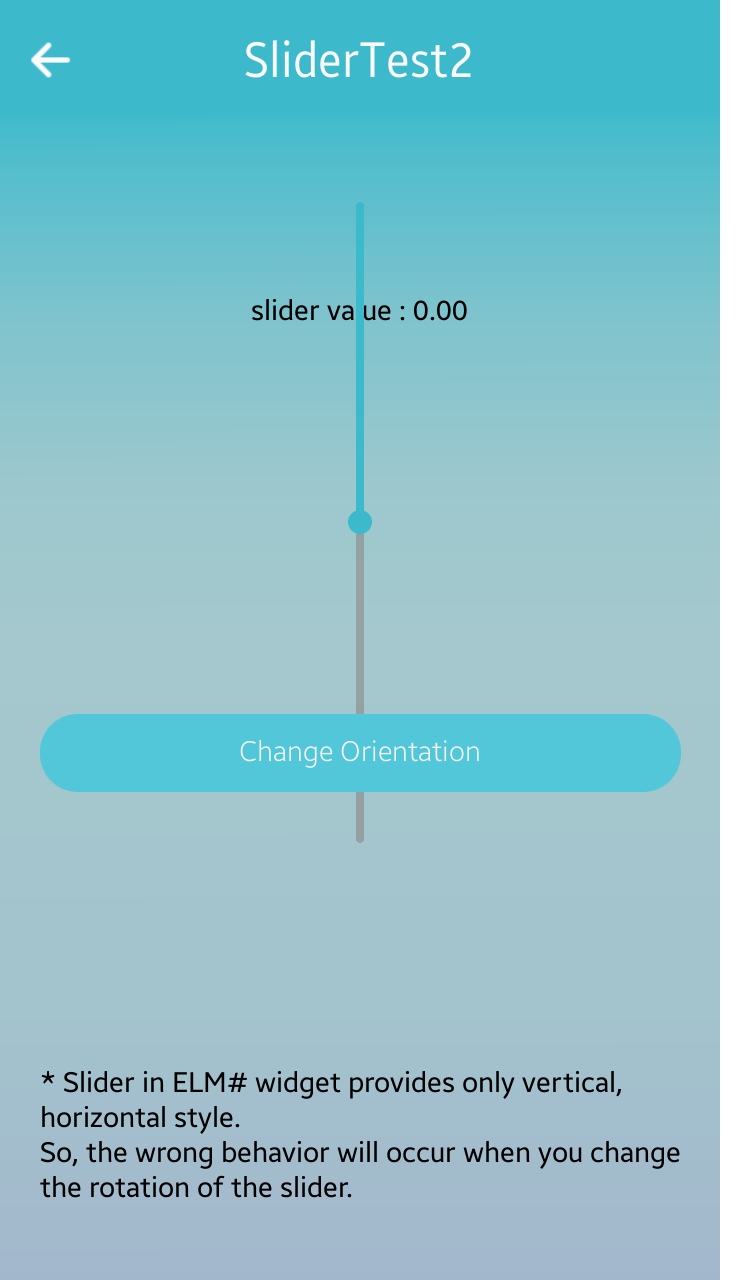 SliderTest2
slider value : 0.00
Change Orientation
* Slider in ELM# widget provides only vertical,
horizontal style.
So, the wrong behavior will occur when you change
the rotation of the slider.